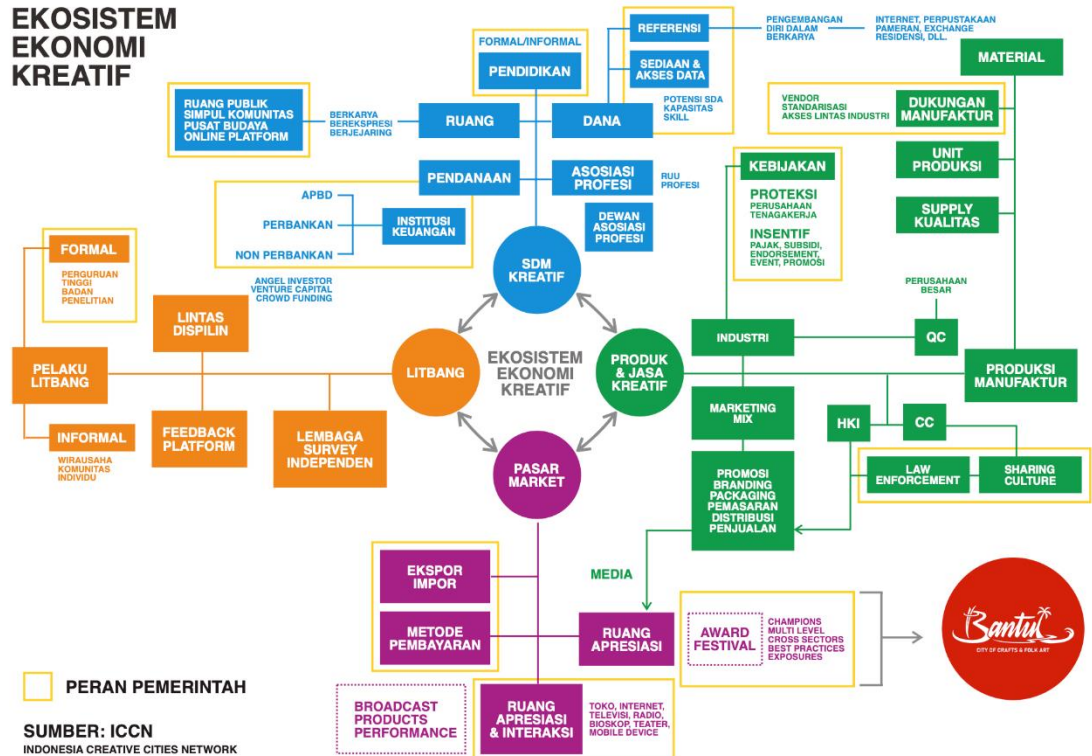 EKOSISTEM
EKONOMI
KREATIF
FORMAL/INFORMAL
PENDIDIKAN
REFERENSI
PENGEMBANGAN
DIRI DALAM
BERKARYA
INTERNET, PERPUSTAKAAN
PAMERAN, EXCHANGE
RESIDENSI, DLL.
SEDIAAN &
AKSES DATA
POTENSI SDA
KAPASITAS
SKILL
RUANG PUBLIK
SIMPUL KOMUNITAS
PUSAT BUDAYA
ONLINE PLATFORM
BERKARYA
BEREKSPRESI
BERJEJARING
RUANG
DANA
PENDANAAN
ASOSIASI
PROFESI
RUU
PROFESI
DEWAN
ASOSIASI
PROFESI
APBD
PERBANKAN
NON PERBANKAN
INSTITUSI
KEUANGAN
ANGEL INVESTOR
VENTURE CAPITAL
CROWD FUNDING
SDM
KREATIF
MATERIAL
VENDOR
STANDARISASI
AKSES LINTAS INDUSTRI
DUKUNGAN
MANUFAKTUR
UNIT
PRODUKSI
SUPPLY
KUALITAS
KEBIJAKAN
PROTEKSI
PERUSAHAAN
TENAGAKERJA
INSENTIF
PAJAK, SUBSIDI,
ENDORSEMENT,
EVENT, PROMOSI
PERUSAHAAN
BESAR
INDUSTRI
QC
PRODUKSI
MANUFAKTUR
FORMAL
PERGURUAN
TINGGI
BADAN
PENELITIAN
LINTAS
DISPILIN
PELAKU
LITBANG
INFORMAL
WIRAUSAHA
KOMUNITAS
INDIVIDU
FEEDBACK
PLATFORM
LEMBAGA
SURVEY
INDEPENDEN
LITBANG
EKOSISTEM
EKONOMI
KREATIF
PRODUK
& JASA
KREATIF
PASAR
MARKET
MARKETING
MIX
HKI
CC
LAW
ENFORCEMENT
SHARING
CULTURE
PROMOSI
BRANDING
PACKAGING
PEMASARAN
DISTRIBUSI
PENJUALAN
MEDIA
EKSPOR
IMPOR
METODE
PEMBAYARAN
RUANG
APRESIASI
AWARD
FESTIVAL
CHAMPIONS
MULTI LEVEL
CROSS SECTORS
BEST PRACTICES
EXPOSURES
Bantul
CITY OF CRAFTS & FOLK ART
BROADCAST
PRODUCTS
PERFORMANCE
RUANG
APRESIASI
& INTERAKSI
TOKO, INTERNET,
TELEVISI, RADIO,
BIOSKOP, TEATER,
MOBILE DEVICE
PERAN PEMERINTAH
SUMBER: ICCN
INDONESIA CREATIVE CITIES NETWORK